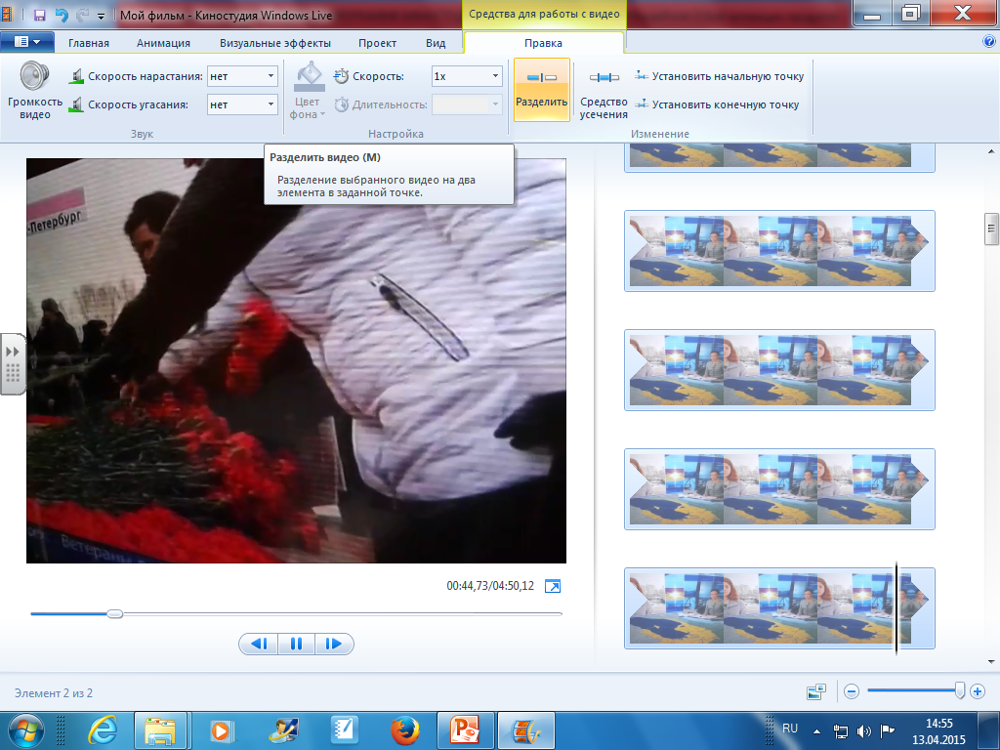 Мой фильм - Киностудия Windows Live
Средства для работы с видео
Главная
Анимация
Визуальные эффекты
Проект
Вид
Правка
Громкость видео
Скорость нарастания: нет
Скорость угасания: нет
Звук
Цвет фона
Скорость: 1x
Длительность:
Настройка
Разделить
Средство усечения
Установить начальную точку
Установить конечную точку
Изменение
Разделить видео (M)
Разделение выбранного видео на два
элемента в заданной точке.
-Петербург
Ветераны
00:44,73/04:50,12
Элемент 2 из 2
RU
14:55
13.04.2015